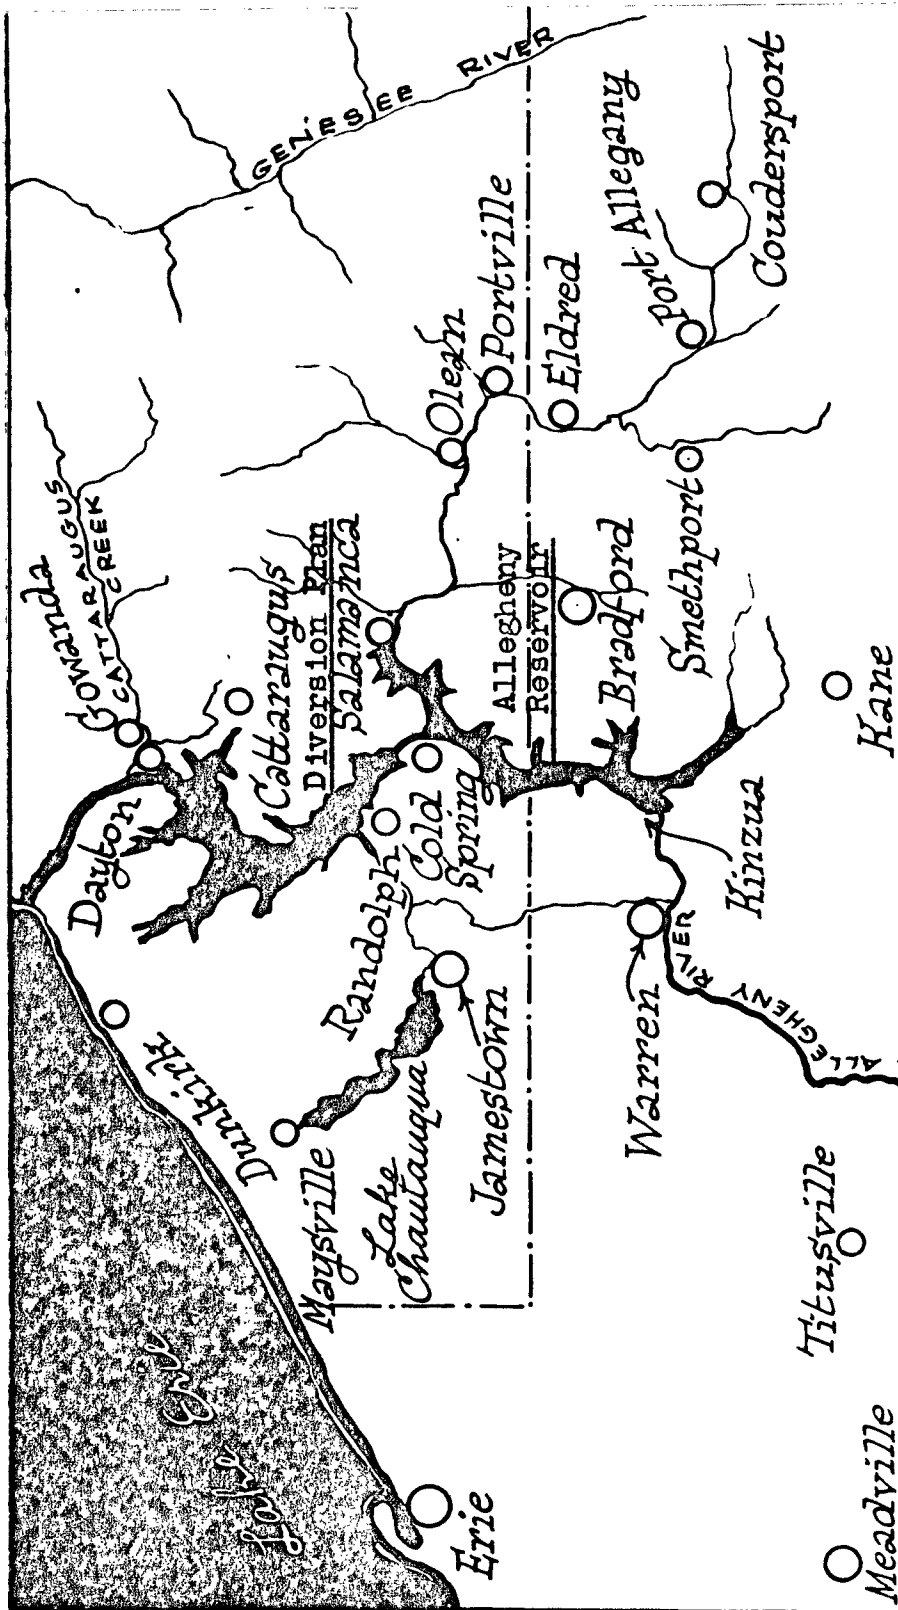 GENESEE RIVER
Gowanda
CATTARAUGUS
CATTARAUGUS
CREEK
Dayton
Dunkirk
Lake Erie
Cattaraugus
Diversion Plan
Salamanca
Olean
Portville
Maysville
Randolph
Cold
Spring
Allegheny
Reservoir
Lake
Chautauqua
Jamestown
Eldred
Bradford
Port Allegany
Coudersport
Smethport
Erie
Warren
Kinzua
ALLEGHENY RIVER
Kane
Titusville
Meadville